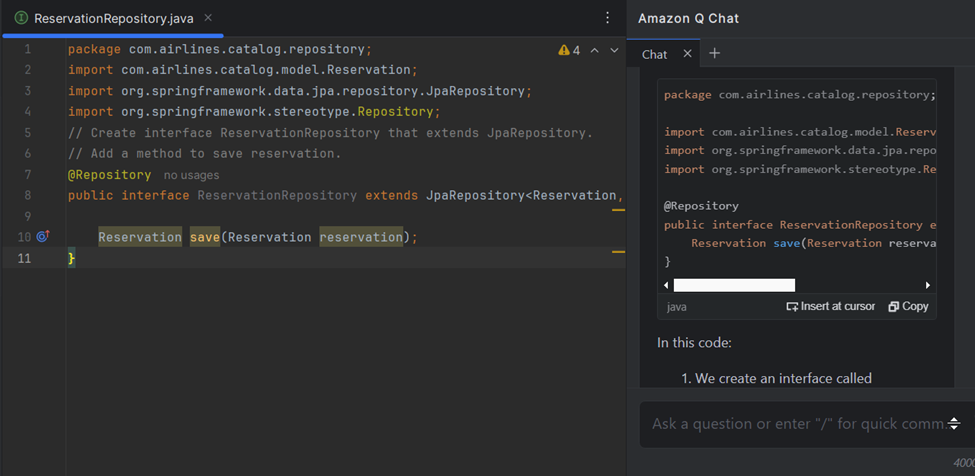 ReservationRepository.java
Amazon Q Chat
Chat
4
1 package com.airlines.catalog.repository;
2 import com.airlines.catalog.model.Reservation;
3 import org.springframework.data.jpa.repository.JpaRepository;
4 import org.springframework.stereotype.Repository;
5 // Create interface ReservationRepository that extends JpaRepository.
6 // Add a method to save reservation.
7 @Repository no usages
8 public interface ReservationRepository extends JpaRepository<Reservation,
9
10 Reservation save(Reservation reservation);
11 }
package com.airlines.catalog.repository;
import com.airlines.catalog.model.Reserv
import org.springframework.data.jpa.repo
import org.springframework.stereotype.Re
@Repository
public interface ReservationRepository e
Reservation save(Reservation reserva
}
java Insert at cursor Copy
In this code:
1. We create an interface called
Ask a question or enter "/" for quick comm.
4000